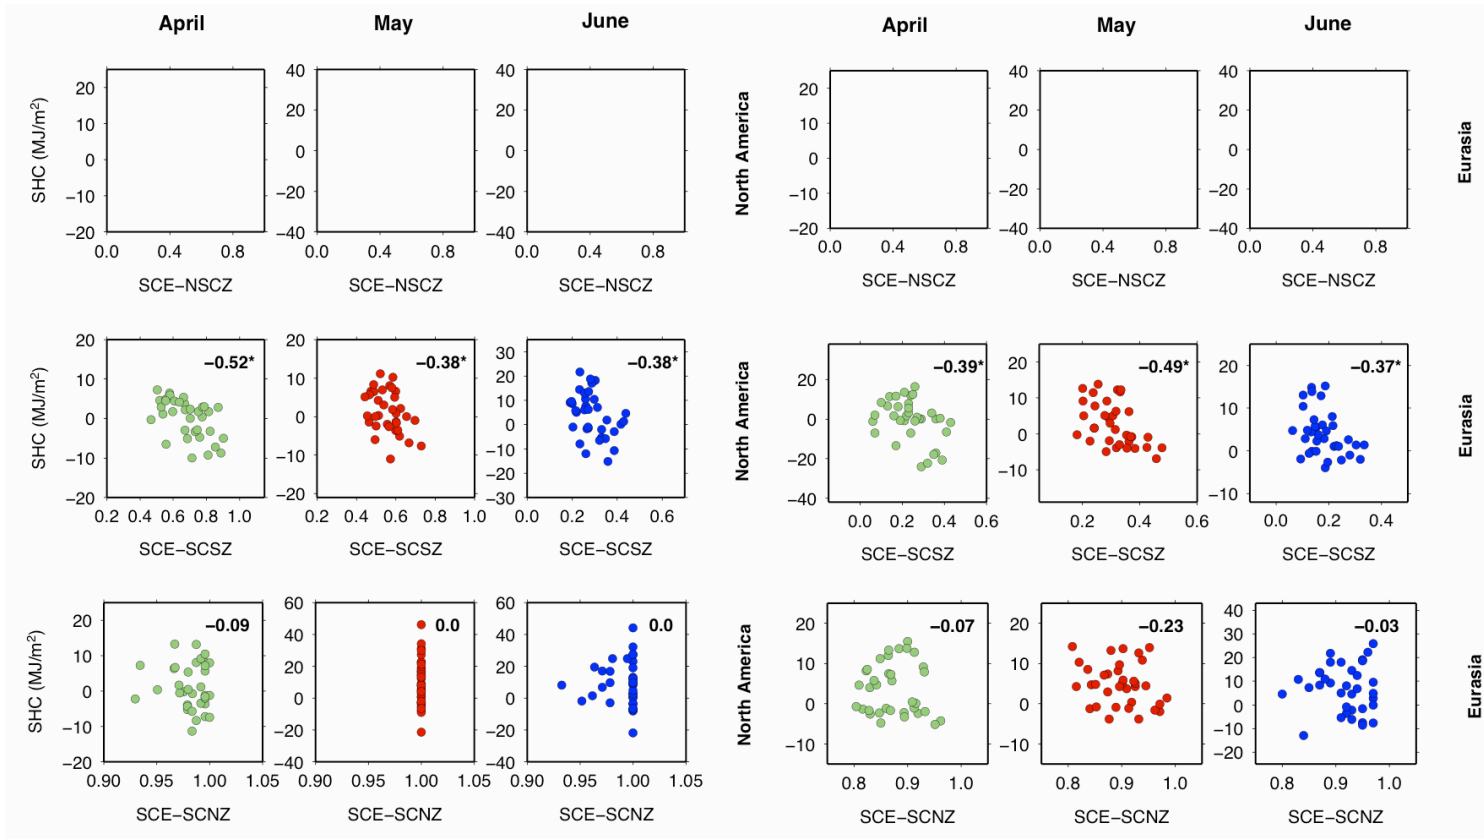 April May June April May June
20 40 40 20 40 40
10 20 20 10 20 20
SHC (MJ/m²) 0 0 0 North America 0 0 0 Eurasia
−10 −20 −20 −10 −20 −20
−20 −40 −40 −20 −40 −40
0.0 0.4 0.8 0.0 0.4 0.8 0.0 0.4 0.8 0.0 0.4 0.8 0.0 0.4 0.8 0.0 0.4 0.8
SCE−NSCZ SCE−NSCZ SCE−NSCZ SCE−NSCZ SCE−NSCZ SCE−NSCZ
20 20 30
−0.52* −0.38* −0.38* −0.39* −0.49* −0.37*
10 10 20 20 20 20
SHC (MJ/m²) 0 0 10 North America 0 10 10 Eurasia
−10 −10 0 −20 0 0
−20 −20 −10 −40 −10 −10
−20
−30
0.2 0.4 0.6 0.8 1.0 0.2 0.4 0.6 0.8 1.0 0.0 0.2 0.4 0.6 0.0 0.2 0.4 0.6 0.2 0.4 0.6 0.0 0.2 0.4
SCE−SCSZ SCE−SCSZ SCE−SCSZ SCE−SCSZ SCE−SCSZ SCE−SCSZ
−0.09 0.0 0.0 −0.07 −0.23 −0.03
20 60 60 20 20 40
10 40 40 10 10 30
SHC (MJ/m²) 0 20 20 North America 0 0 20 Eurasia
−10 0 0 −10 −10 10
−20 −20 −20 0
−40 −40 −10
−20
0.90 0.95 1.00 1.05 0.90 0.95 1.00 1.05 0.90 0.95 1.00 1.05 0.8 0.9 1.0 0.8 0.9 1.0 0.8 0.9 1.0
SCE−SCNZ SCE−SCNZ SCE−SCNZ SCE−SCNZ SCE−SCNZ SCE−SCNZ